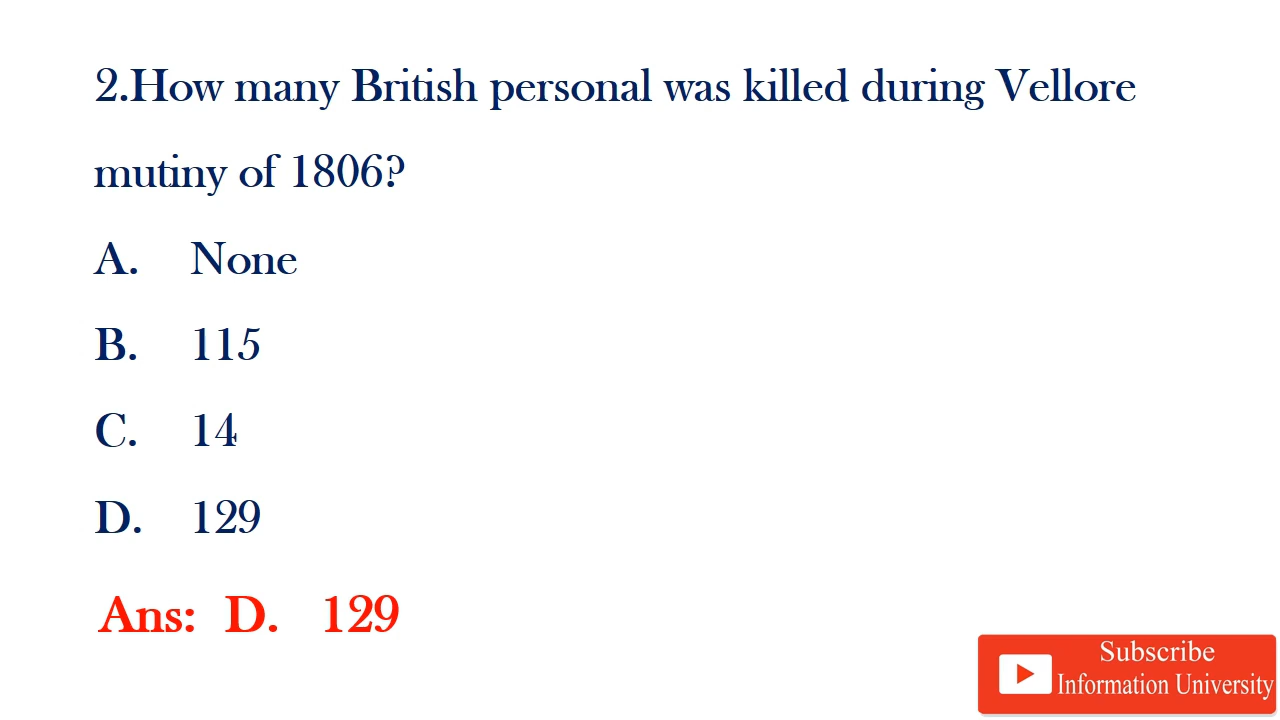 2.How many British personal was killed during Vellore
mutiny of 1806?
A. None
B. 115
C. 14
D. 129
Ans: D. 129
Subscribe
Information University